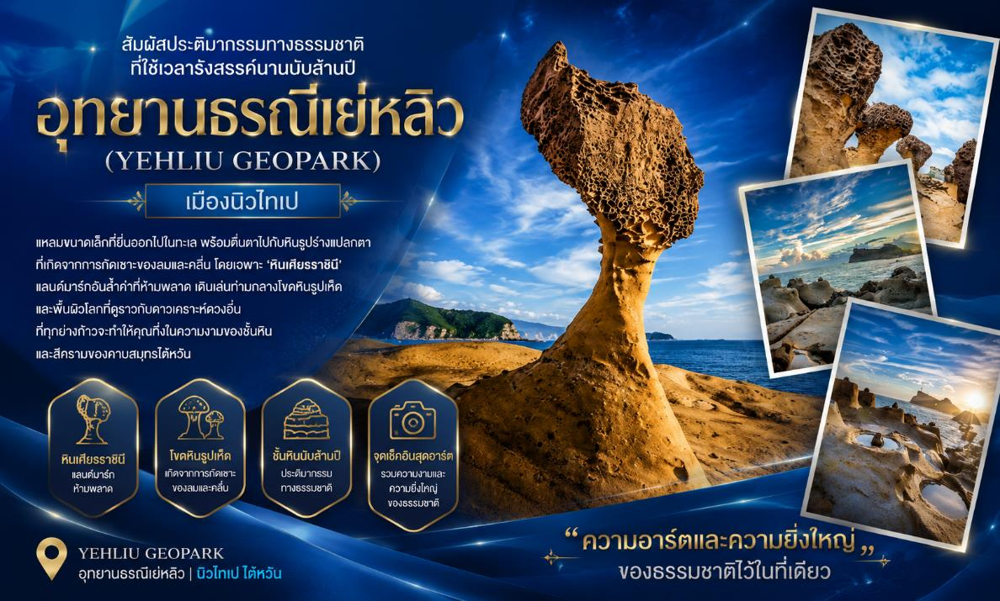 สัมผัสประติมากรรมทางธรรมชาติ
ที่ใช้เวลารังสรรค์นานนับล้านปี
อุทยานธรณีเย่หลิว
(YEHLIU GEOPARK)
เมืองนิวไทเป
แหลมขนาดเล็กที่ยื่นออกไปในทะเล พร้อมตื่นตาไปกับหินรูปร่างแปลกตา
ที่เกิดจากการกัดเซาะของลมและคลื่น โดยเฉพาะ ‘หินเศียรราชินี’
แลนด์มาร์กอันล้ำค่าที่ห้ามพลาด เดินเล่นท่ามกลางโขดหินรูปเห็ด
และพื้นผิวโลกที่ดูราวกับดาวเคราะห์ดวงอื่น
ที่ทุกย่างก้าวจะทำให้คุณทึ่งในความงามของชั้นหิน
และสีครามของคาบสมุทรไต้หวัน
หินเศียรราชินี
แลนด์มาร์ก
ห้ามพลาด
โขดหินรูปเห็ด
เกิดจากการกัดเซาะ
ของลมและคลื่น
ชั้นหินนับล้านปี
ประติมากรรม
ทางธรรมชาติ
จุดเช็คอินสุดอาร์ต
รวมความงามและ
ความยิ่งใหญ่
ของธรรมชาติ
YEHLIU GEOPARK
อุทยานธรณีเย่หลิว | นิวไทเป ไต้หวัน
“ความอาร์ตและความยิ่งใหญ่”
ของธรรมชาติไว้ในที่เดียว